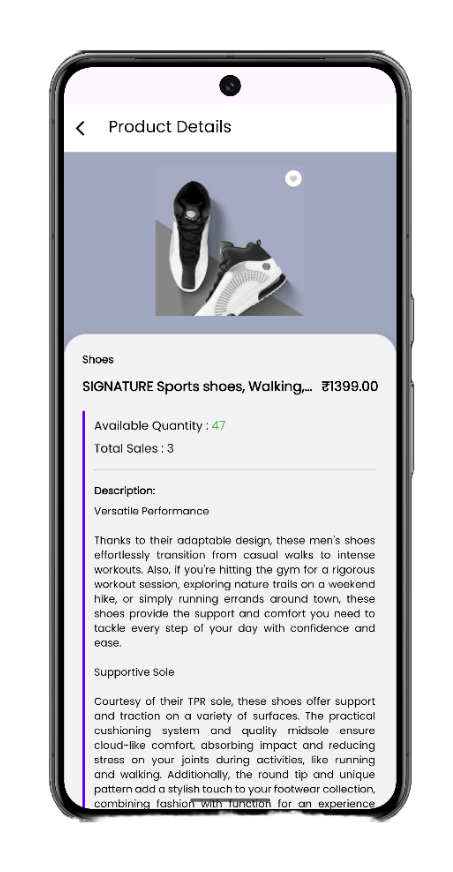 Product Details
Shoes
SIGNATURE Sports shoes, Walking,... ₹1399.00
Available Quantity : 47
Total Sales : 3
Description:
Versatile Performance
Thanks to their adaptable design, these men's shoes
effortlessly transition from casual walks to intense
workouts. Also, if you're hitting the gym for a rigorous
workout session, exploring nature trails on a weekend
hike, or simply running errands around town, these
shoes provide the support and comfort you need to
tackle every step of your day with confidence and
ease.
Supportive Sole
Courtesy of their TPR sole, these shoes offer support
and traction on a variety of surfaces. The practical
cushioning system and quality midsole ensure
cloud-like comfort, absorbing impact and reducing
stress on your joints during activities, like running
and walking. Additionally, the round tip and unique
pattern add a stylish touch to your footwear collection,
combining fashion with function for an experience